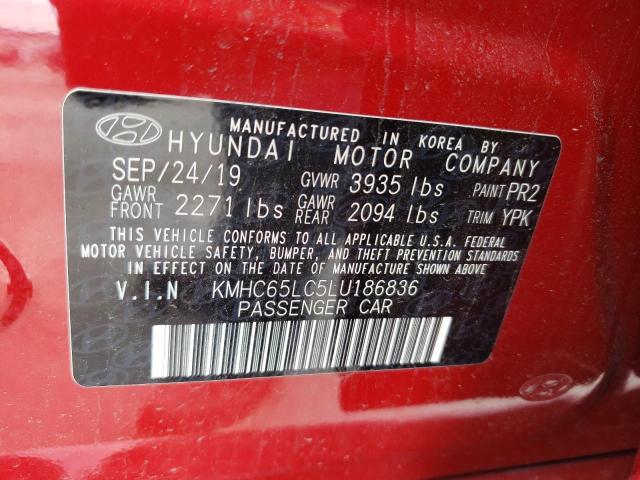 MANUFACTURED IN KOREA BY
HYUNDAI MOTOR COMPANY
SEP/24/19 GVWR 3935 lbs PAINT PR2
GAWR FRONT 2271 lbs GAWR REAR 2094 lbs TRIM YPK
THIS VEHICLE CONFORMS TO ALL APPLICABLE U.S.A. FEDERAL
MOTOR VEHICLE SAFETY, BUMPER, AND THEFT PREVENTION STANDARDS
IN EFFECT ON THE DATE OF MANUFACTURE SHOWN ABOVE.
V.I.N KMHC65LC5LU186836
PASSENGER CAR